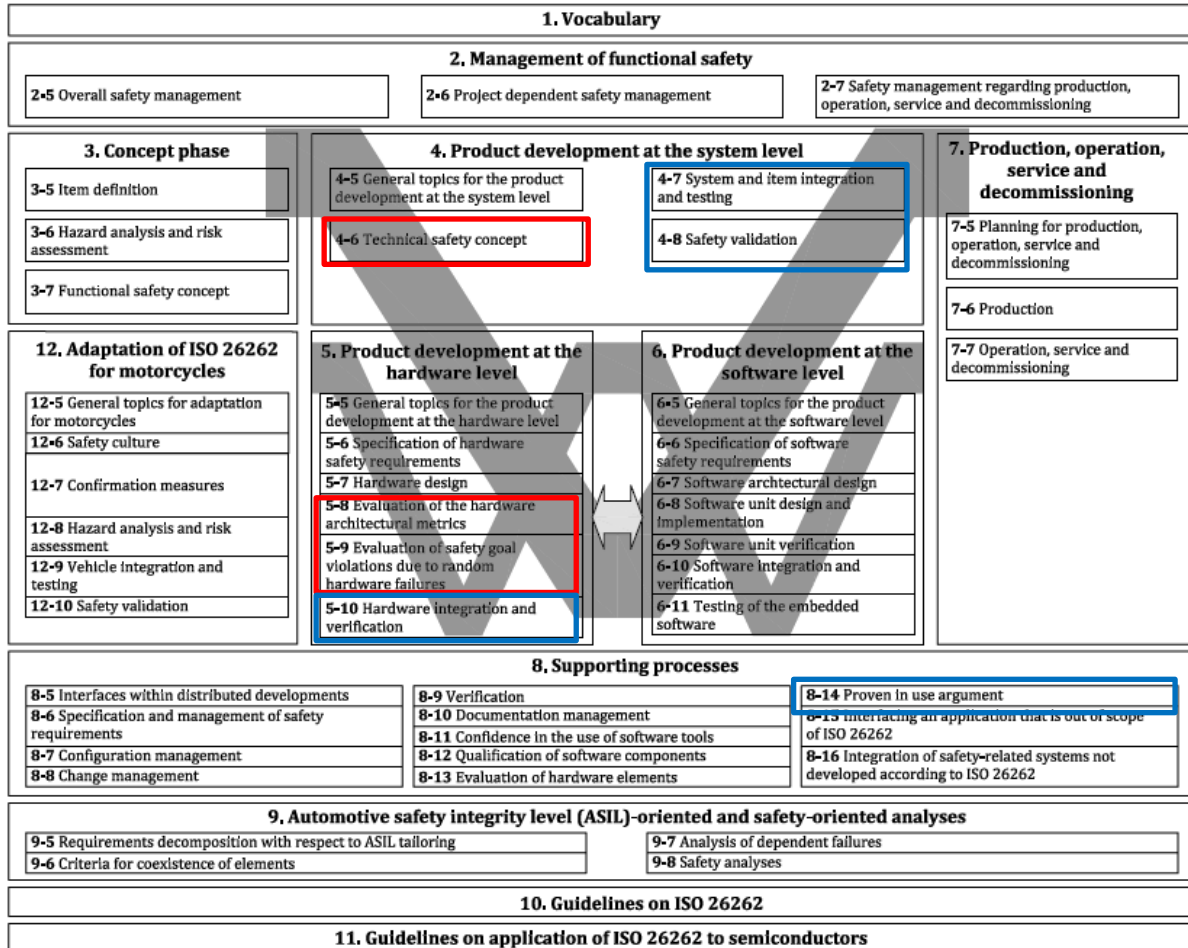 1. Vocabulary
2. Management of functional safety
2-5 Overall safety management
2-6 Project dependent safety management
2-7 Safety management regarding production,
operation, service and decommissioning
3. Concept phase
3-5 Item definition
3-6 Hazard analysis and risk
assessment
3-7 Functional safety concept
4. Product development at the system level
4-5 General topics for the product
development at the system level
4-6 Technical safety concept
4-7 System and item integration
and testing
4-8 Safety validation
7. Production, operation,
service and
decommissioning
7-5 Planning for production,
operation, service and
decommissioning
7-6 Production
7-7 Operation, service and
decommissioning
12. Adaptation of ISO 26262
for motorcycles
12-5 General topics for adaptation
for motorcycles
12-6 Safety culture
12-7 Confirmation measures
12-8 Hazard analysis and risk
assessment
12-9 Vehicle integration and
testing
12-10 Safety validation
5. Product development at the
hardware level
5-5 General topics for the product
development at the hardware level
5-6 Specification of hardware
safety requirements
5-7 Hardware design
5-8 Evaluation of the hardware
architectural metrics
5-9 Evaluation of safety goal
violations due to random
hardware failures
5-10 Hardware integration and
verification
6. Product development at the
software level
6-5 General topics for the product
development at the software level
6-6 Specification of software
safety requirements
6-7 Software archtectural design
6-8 Software unit design and
implementation
6-9 Software unit verification
6-10 Software integration and
verification
6-11 Testing of the embedded
software
8. Supporting processes
8-5 Interfaces within distributed developments
8-6 Specification and management of safety
requirements
8-7 Configuration management
8-8 Change management
8-9 Verification
8-10 Documentation management
8-11 Confidence in the use of software tools
8-12 Qualification of software components
8-13 Evaluation of hardware elements
8-14 Proven in use argument
8-15 Interfacing an application that is out of scope
of ISO 26262
8-16 Integration of safety-related systems not
developed according to ISO 26262
9. Automotive safety integrity level (ASIL)-oriented and safety-oriented analyses
9-5 Requirements decomposition with respect to ASIL tailoring
9-6 Criteria for coexistence of elements
9-7 Analysis of dependent failures
9-8 Safety analyses
10. Guidelines on ISO 26262
11. Guidelines on application of ISO 26262 to semiconductors